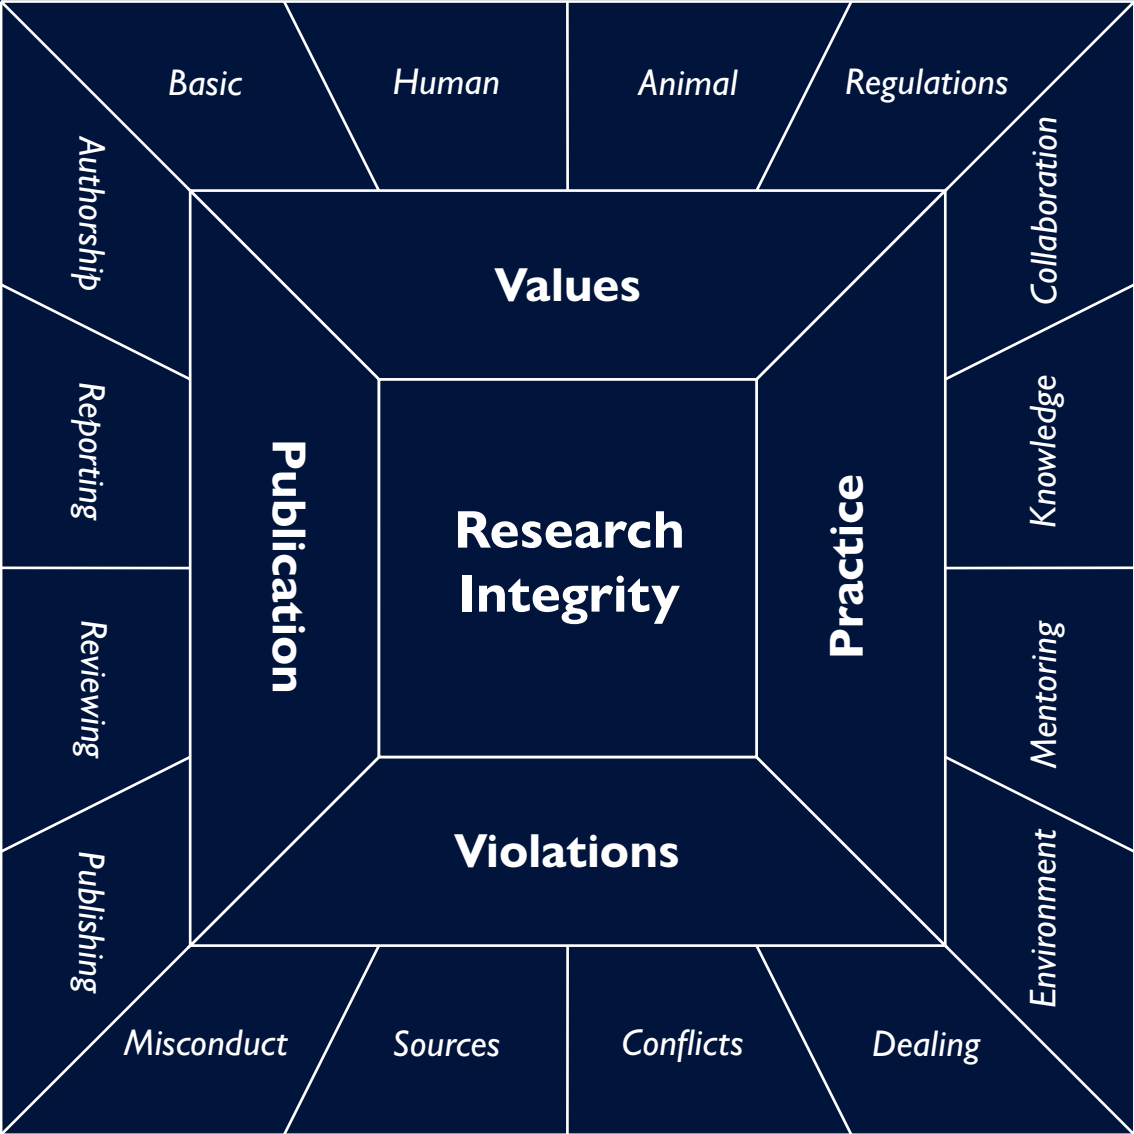 Basic
Human
Animal
Regulations
Authorship
Reporting
Reviewing
Publishing
Values
Publication
Research
Integrity
Practice
Violations
Collaboration
Knowledge
Mentoring
Environment
Misconduct
Sources
Conflicts
Dealing